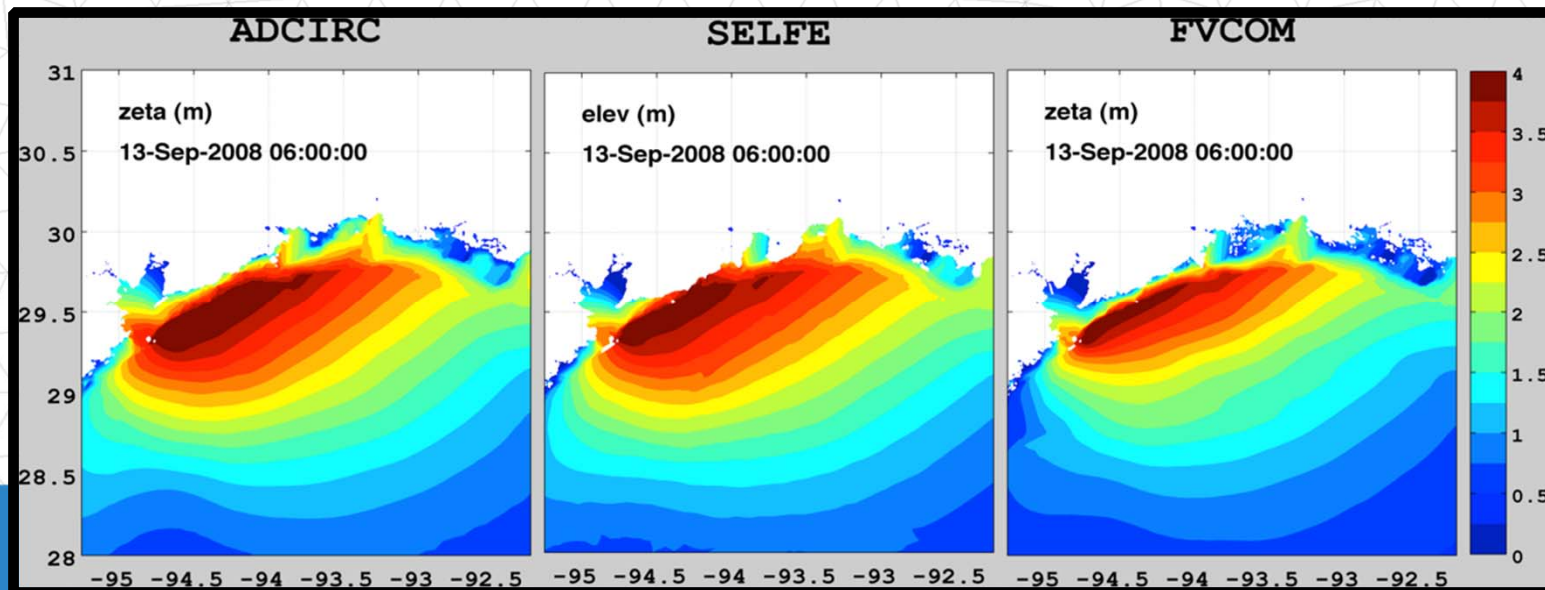 ADCIRC SELFE FVCOM
zeta (m)
13-Sep-2008 06:00:00
elev (m)
13-Sep-2008 06:00:00
zeta (m)
13-Sep-2008 06:00:00
31
30.5
30
29.5
29
28.5
28
-95 -94.5 -94 -93.5 -93 -92.5
-95 -94.5 -94 -93.5 -93 -92.5
-95 -94.5 -94 -93.5 -93 -92.5
4
3.5
3
2.5
2
1.5
1
0.5
0